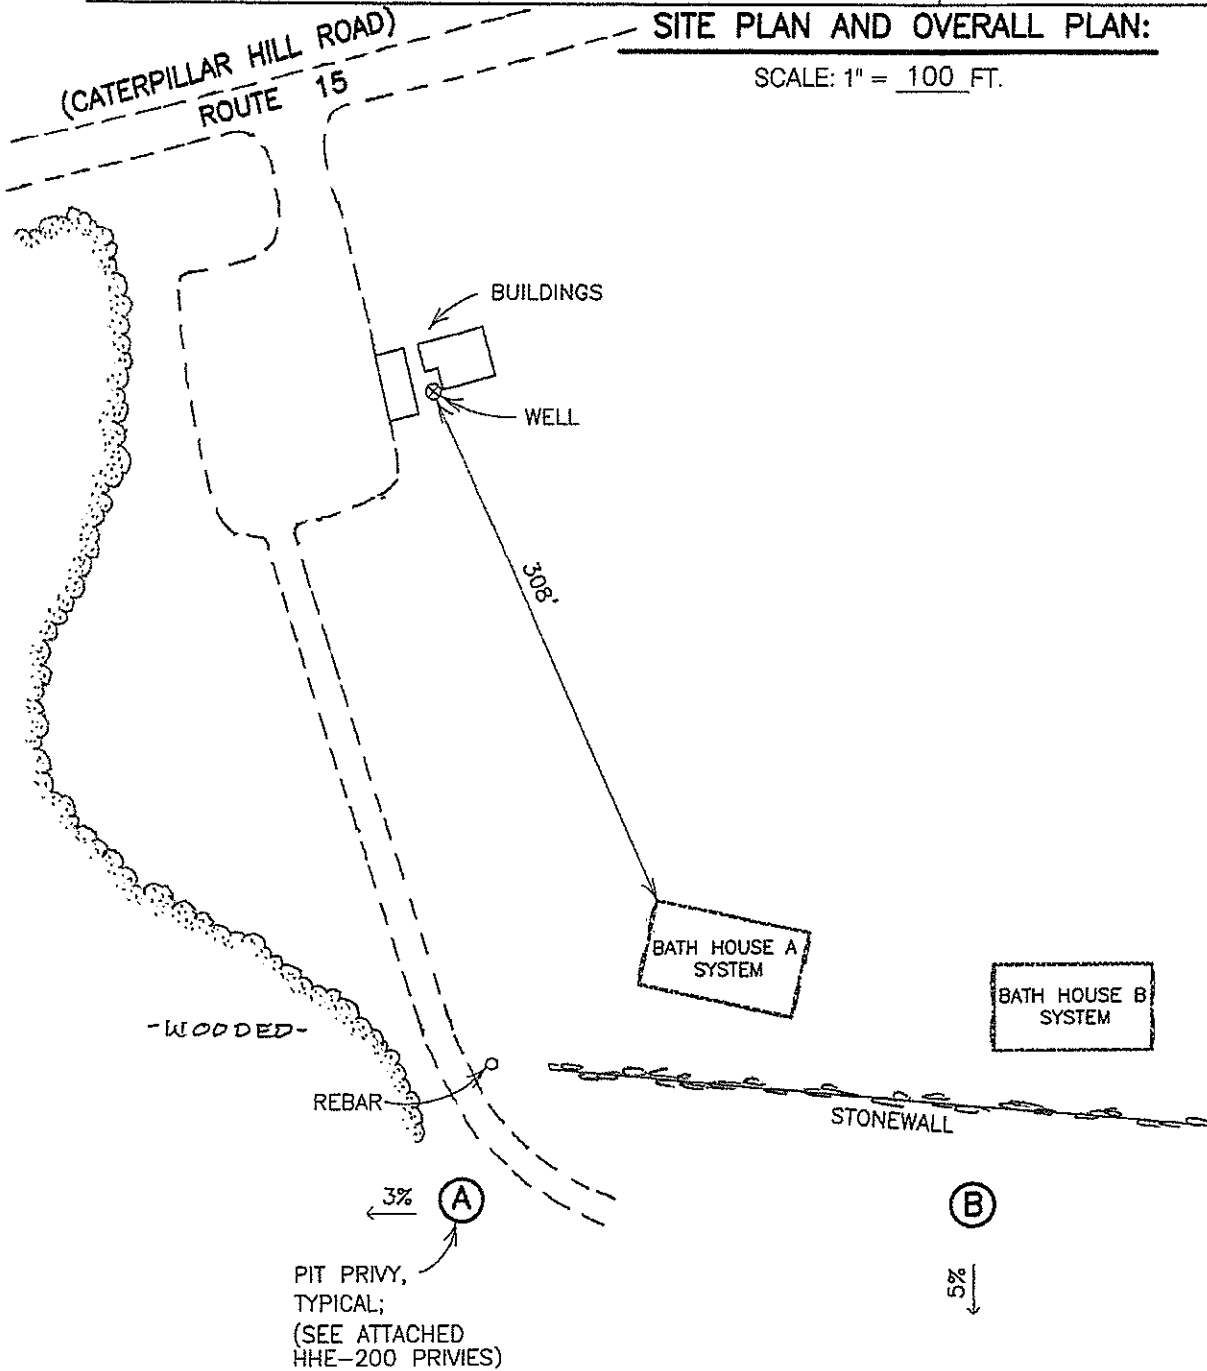 SITE PLAN AND OVERALL PLAN:
SCALE: 1" = 100 FT.
(CATERPILLAR HILL ROAD)
ROUTE 15
BUILDINGS
WELL
308'
BATH HOUSE A
SYSTEM
BATH HOUSE B
SYSTEM
-WOODED-
REBAR
STONEWALL
3%
A
B
5%
PIT PRIVY,
TYPICAL;
(SEE ATTACHED
HHE-200 PRIVIES)